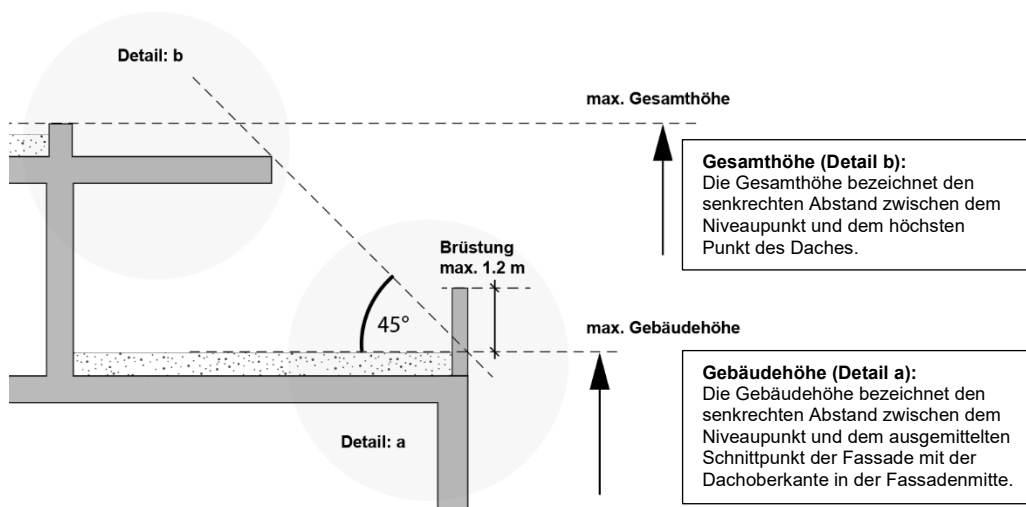 Detail: b
max. Gesamthöhe
Gesamthöhe (Detail b):
Die Gesamthöhe bezeichnet den
senkrechten Abstand zwischen dem
Niveaupunkt und dem höchsten
Punkt des Daches.
Brüstung
max. 1.2 m
45°
max. Gebäudehöhe
Gebäudehöhe (Detail a):
Die Gebäudehöhe bezeichnet den
senkrechten Abstand zwischen dem
Niveaupunkt und dem ausgemittelten
Schnittpunkt der Fassade mit der
Dachoberkante in der Fassadenmitte.
Detail: a